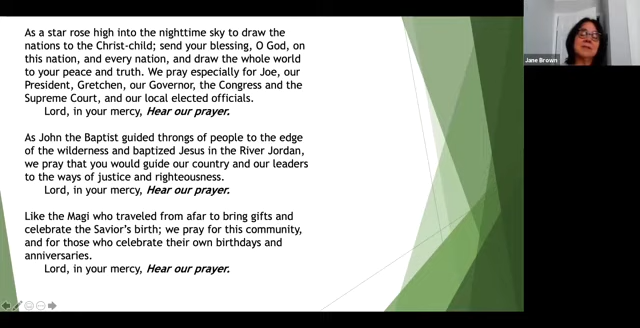 As a star rose high into the nighttime sky to draw the
nations to the Christ-child; send your blessing, O God, on
this nation, and every nation, and draw the whole world
to your peace and truth. We pray especially for Joe, our
President, Gretchen, our Governor, the Congress and the
Supreme Court, and our local elected officials.
Lord, in your mercy, Hear our prayer.
As John the Baptist guided throngs of people to the edge
of the wilderness and baptized Jesus in the River Jordan,
we pray that you would guide our country and our leaders
to the ways of justice and righteousness.
Lord, in your mercy, Hear our prayer.
Like the Magi who traveled from afar to bring gifts and
celebrate the Savior's birth; we pray for this community,
and for those who celebrate their own birthdays and
anniversaries.
Lord, in your mercy, Hear our prayer.
Jane Brown